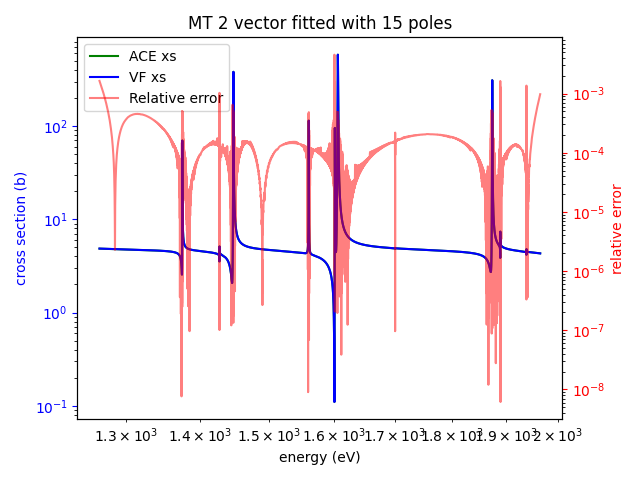 MT 2 vector fitted with 15 poles
ACE xs
VF xs
Relative error
cross section (b)
10²
10¹
10⁰
10⁻¹
10⁻³
10⁻⁴
10⁻⁵
10⁻⁶
10⁻⁷
10⁻⁸
relative error
1.3 × 10³ 1.4 × 10³ 1.5 × 10³ 1.6 × 10³ 1.7 × 10³ 1.8 × 10³ 1.9 × 10³ 2 × 10³
energy (eV)